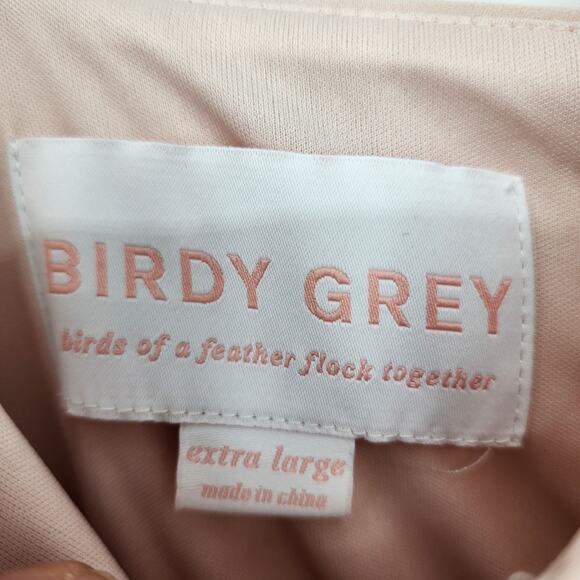 BIRDY GREY
birds of a feather flock together
extra large
made in china